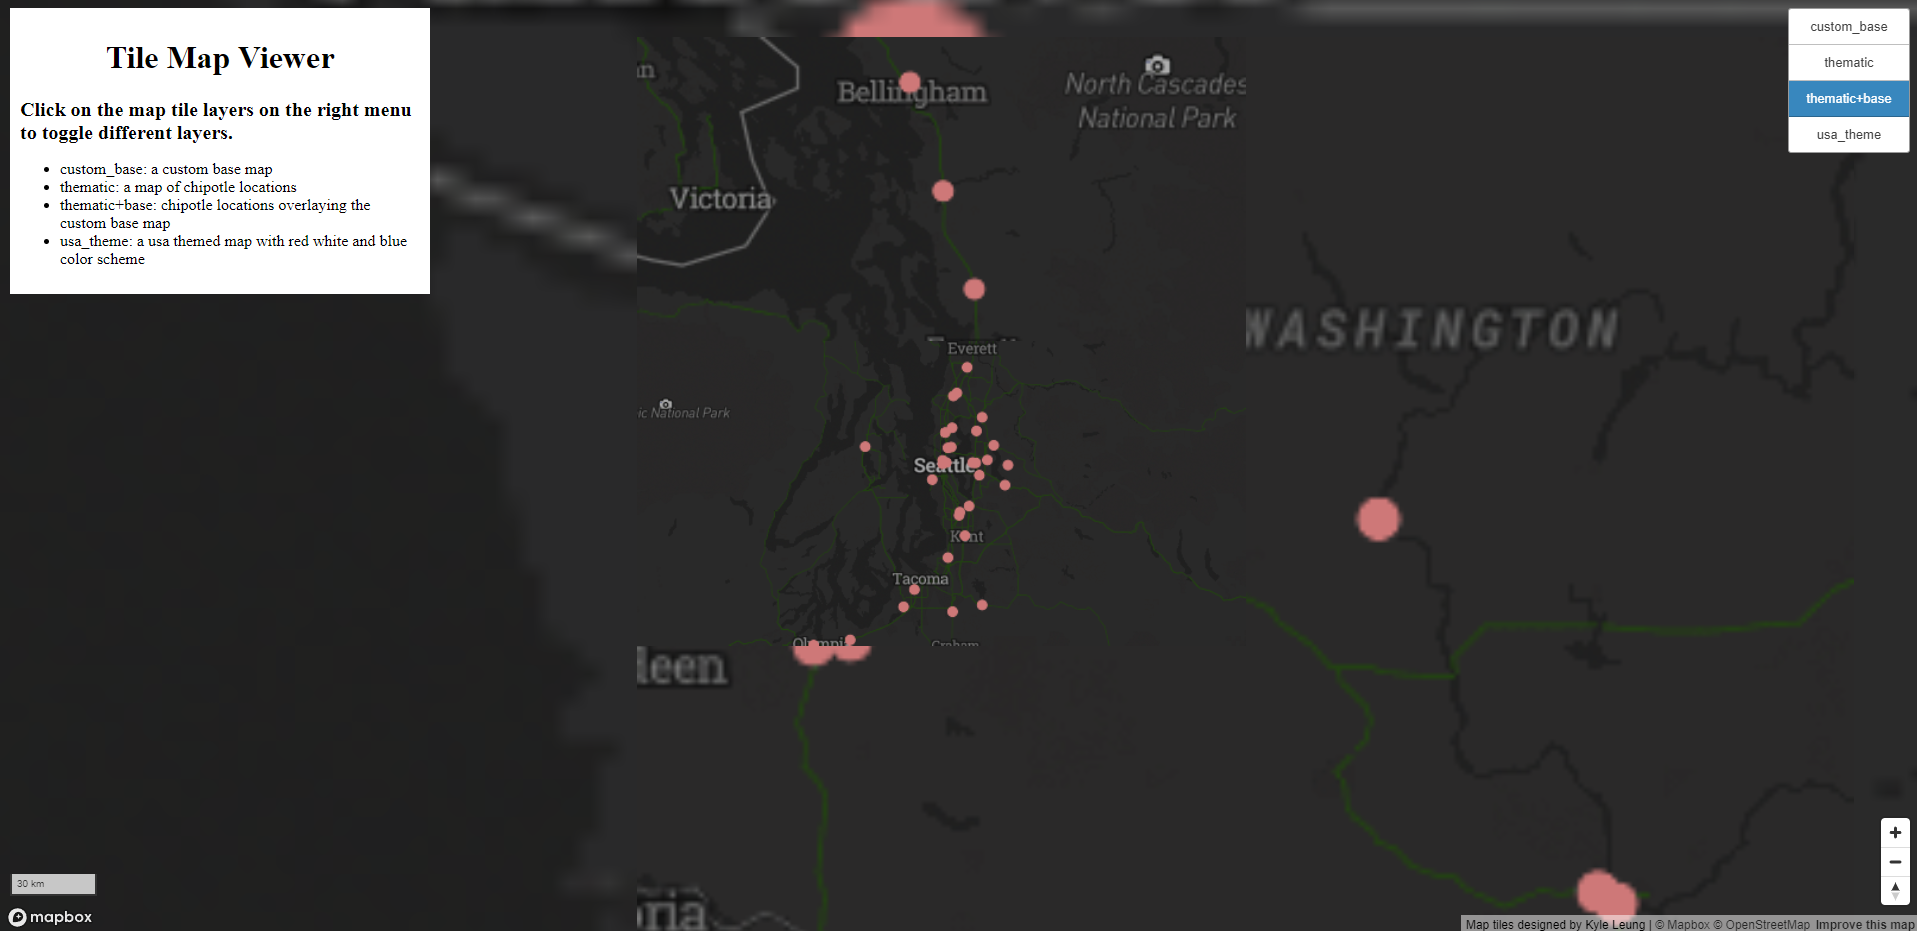 Tile Map Viewer
Click on the map tile layers on the right menu
to toggle different layers.
custom_base: a custom base map
thematic: a map of chipotle locations
thematic+base: chipotle locations overlaying the
custom base map
usa_theme: a usa themed map with red white and blue
color scheme
custom_base
thematic
thematic+base
usa_theme
Bellingham
North Cascades
National Park
Victoria
WASHINGTON
Everett
ic National Park
Seattle
Kent
Tacoma
Olympia
Graham
leen
oria
30 km
mapbox
Map tiles designed by Kyle Leung | © Mapbox © OpenStreetMap Improve this map